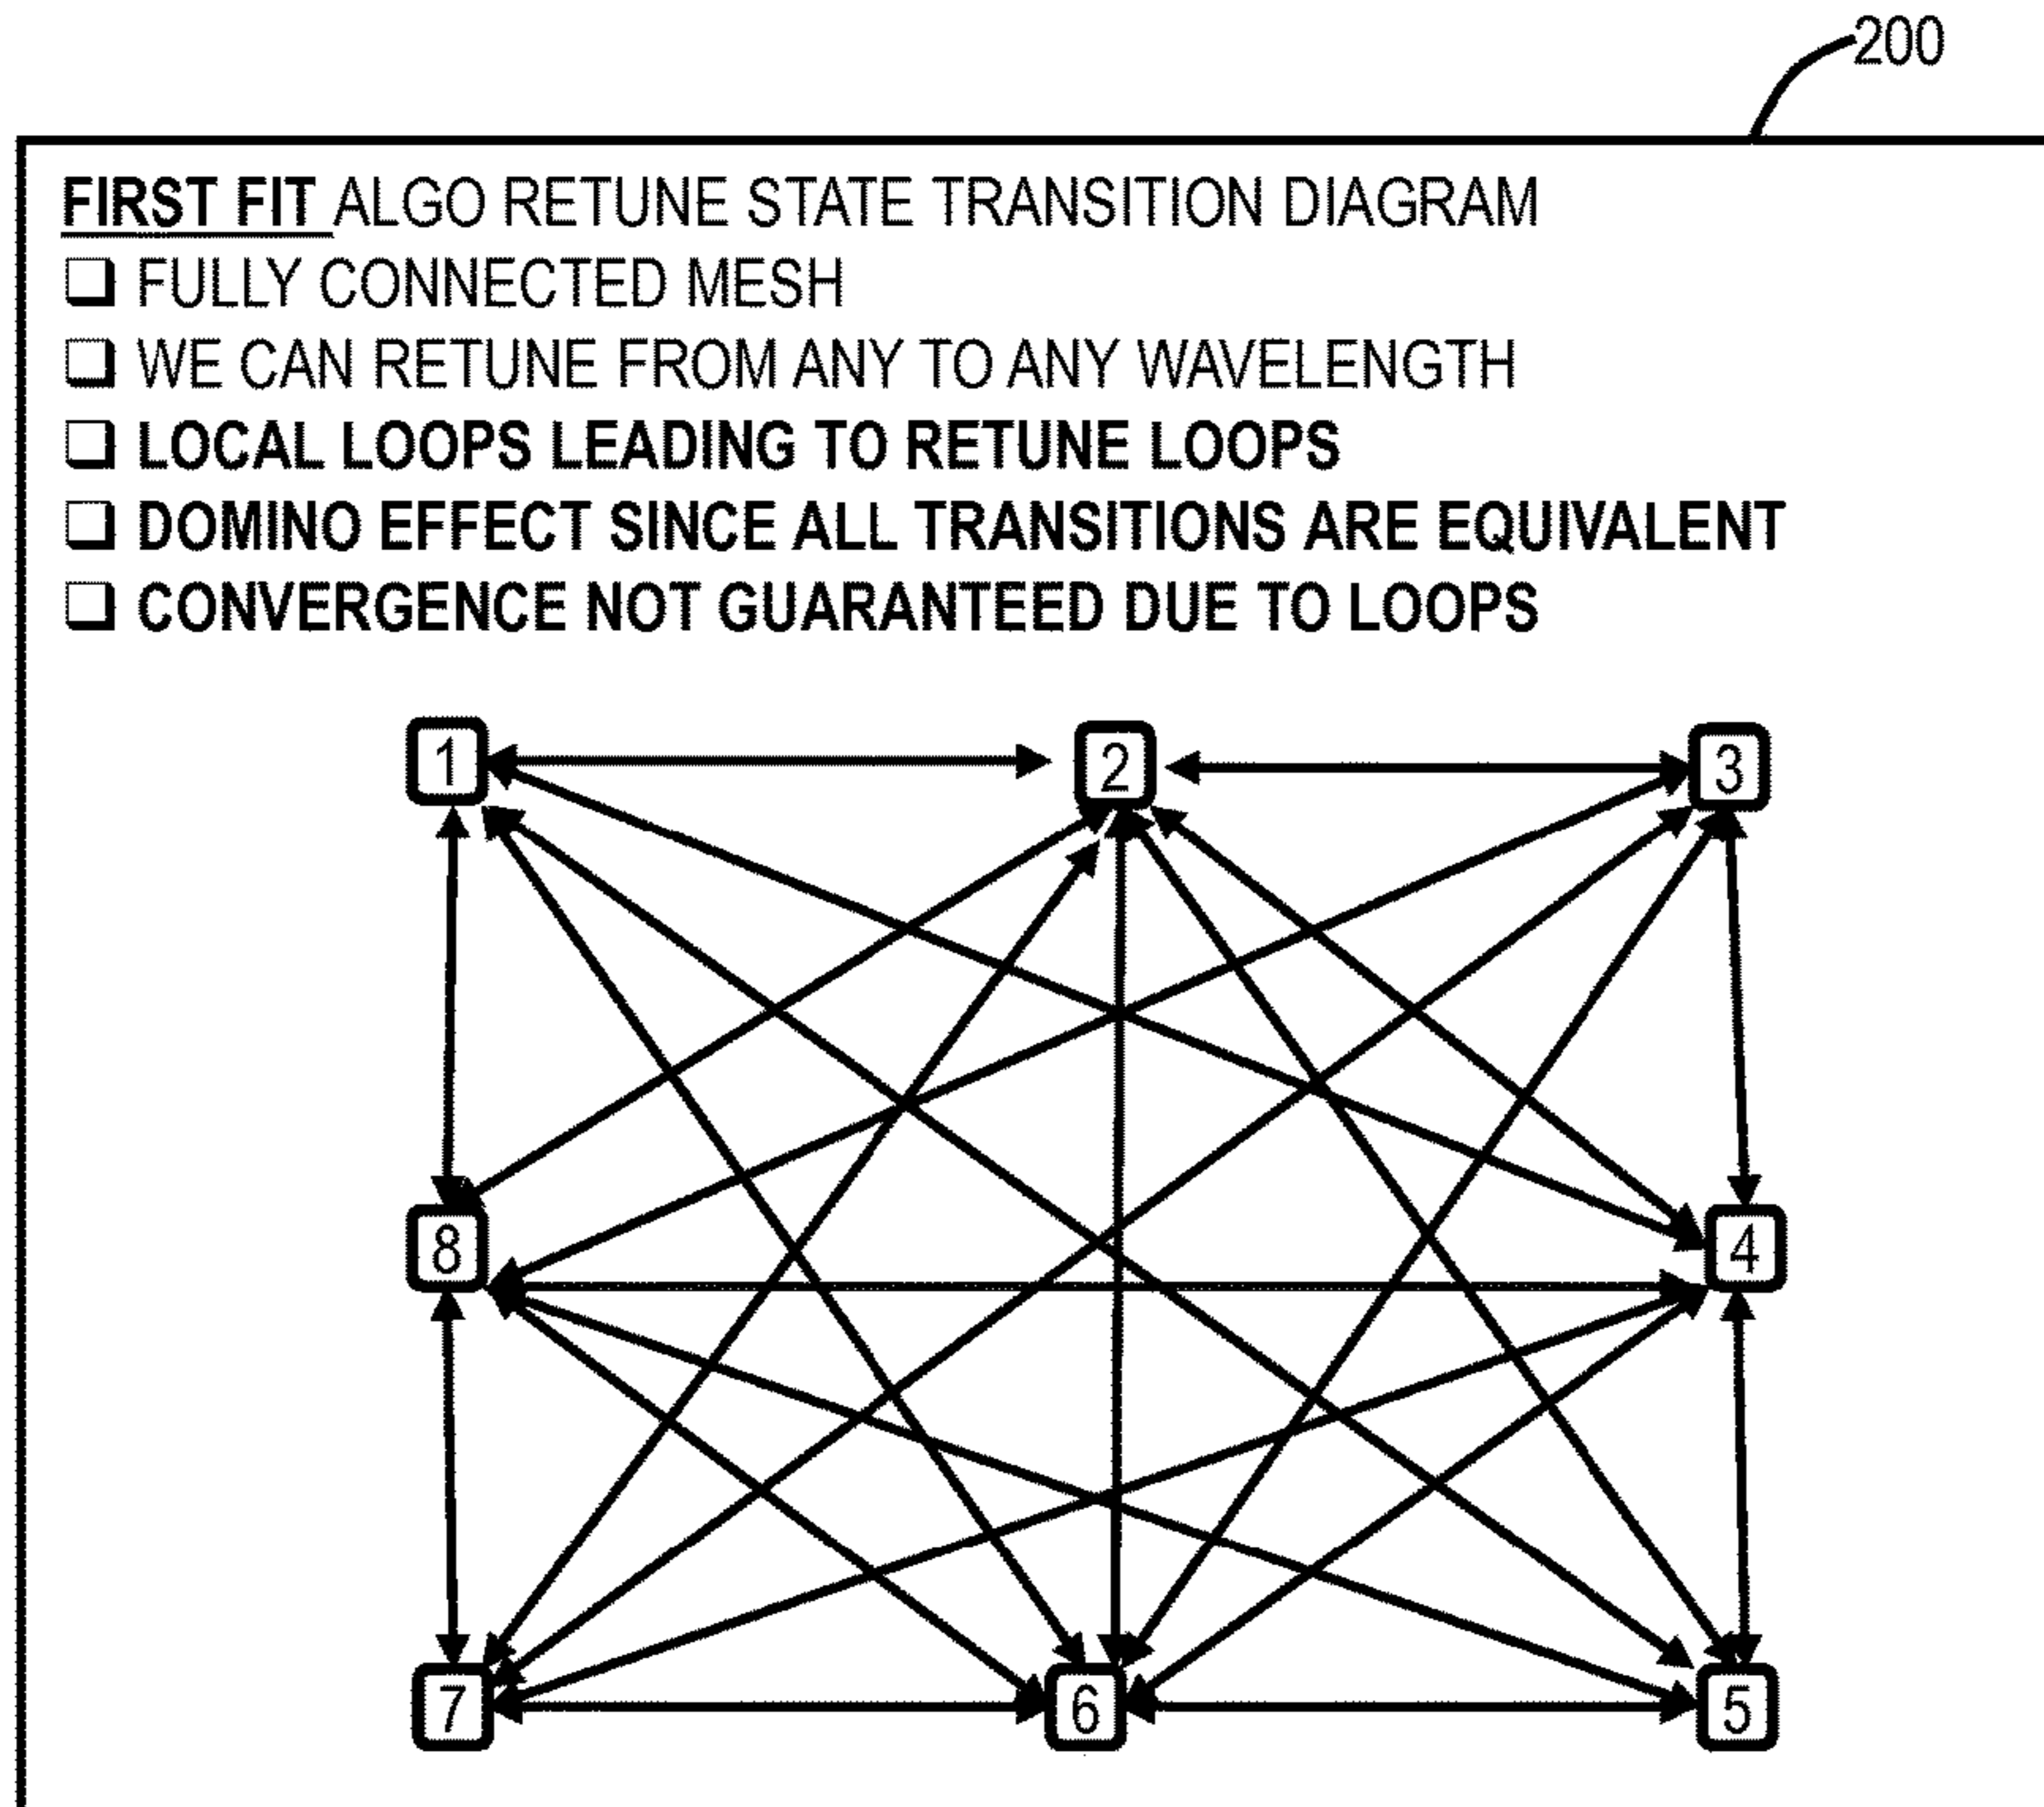 200
FIRST FIT ALGO RETUNE STATE TRANSITION DIAGRAM
❑ FULLY CONNECTED MESH
❑ WE CAN RETUNE FROM ANY TO ANY WAVELENGTH
❑ LOCAL LOOPS LEADING TO RETUNE LOOPS
❑ DOMINO EFFECT SINCE ALL TRANSITIONS ARE EQUIVALENT
❑ CONVERGENCE NOT GUARANTEED DUE TO LOOPS
1 2 3
8 4
7 6 5